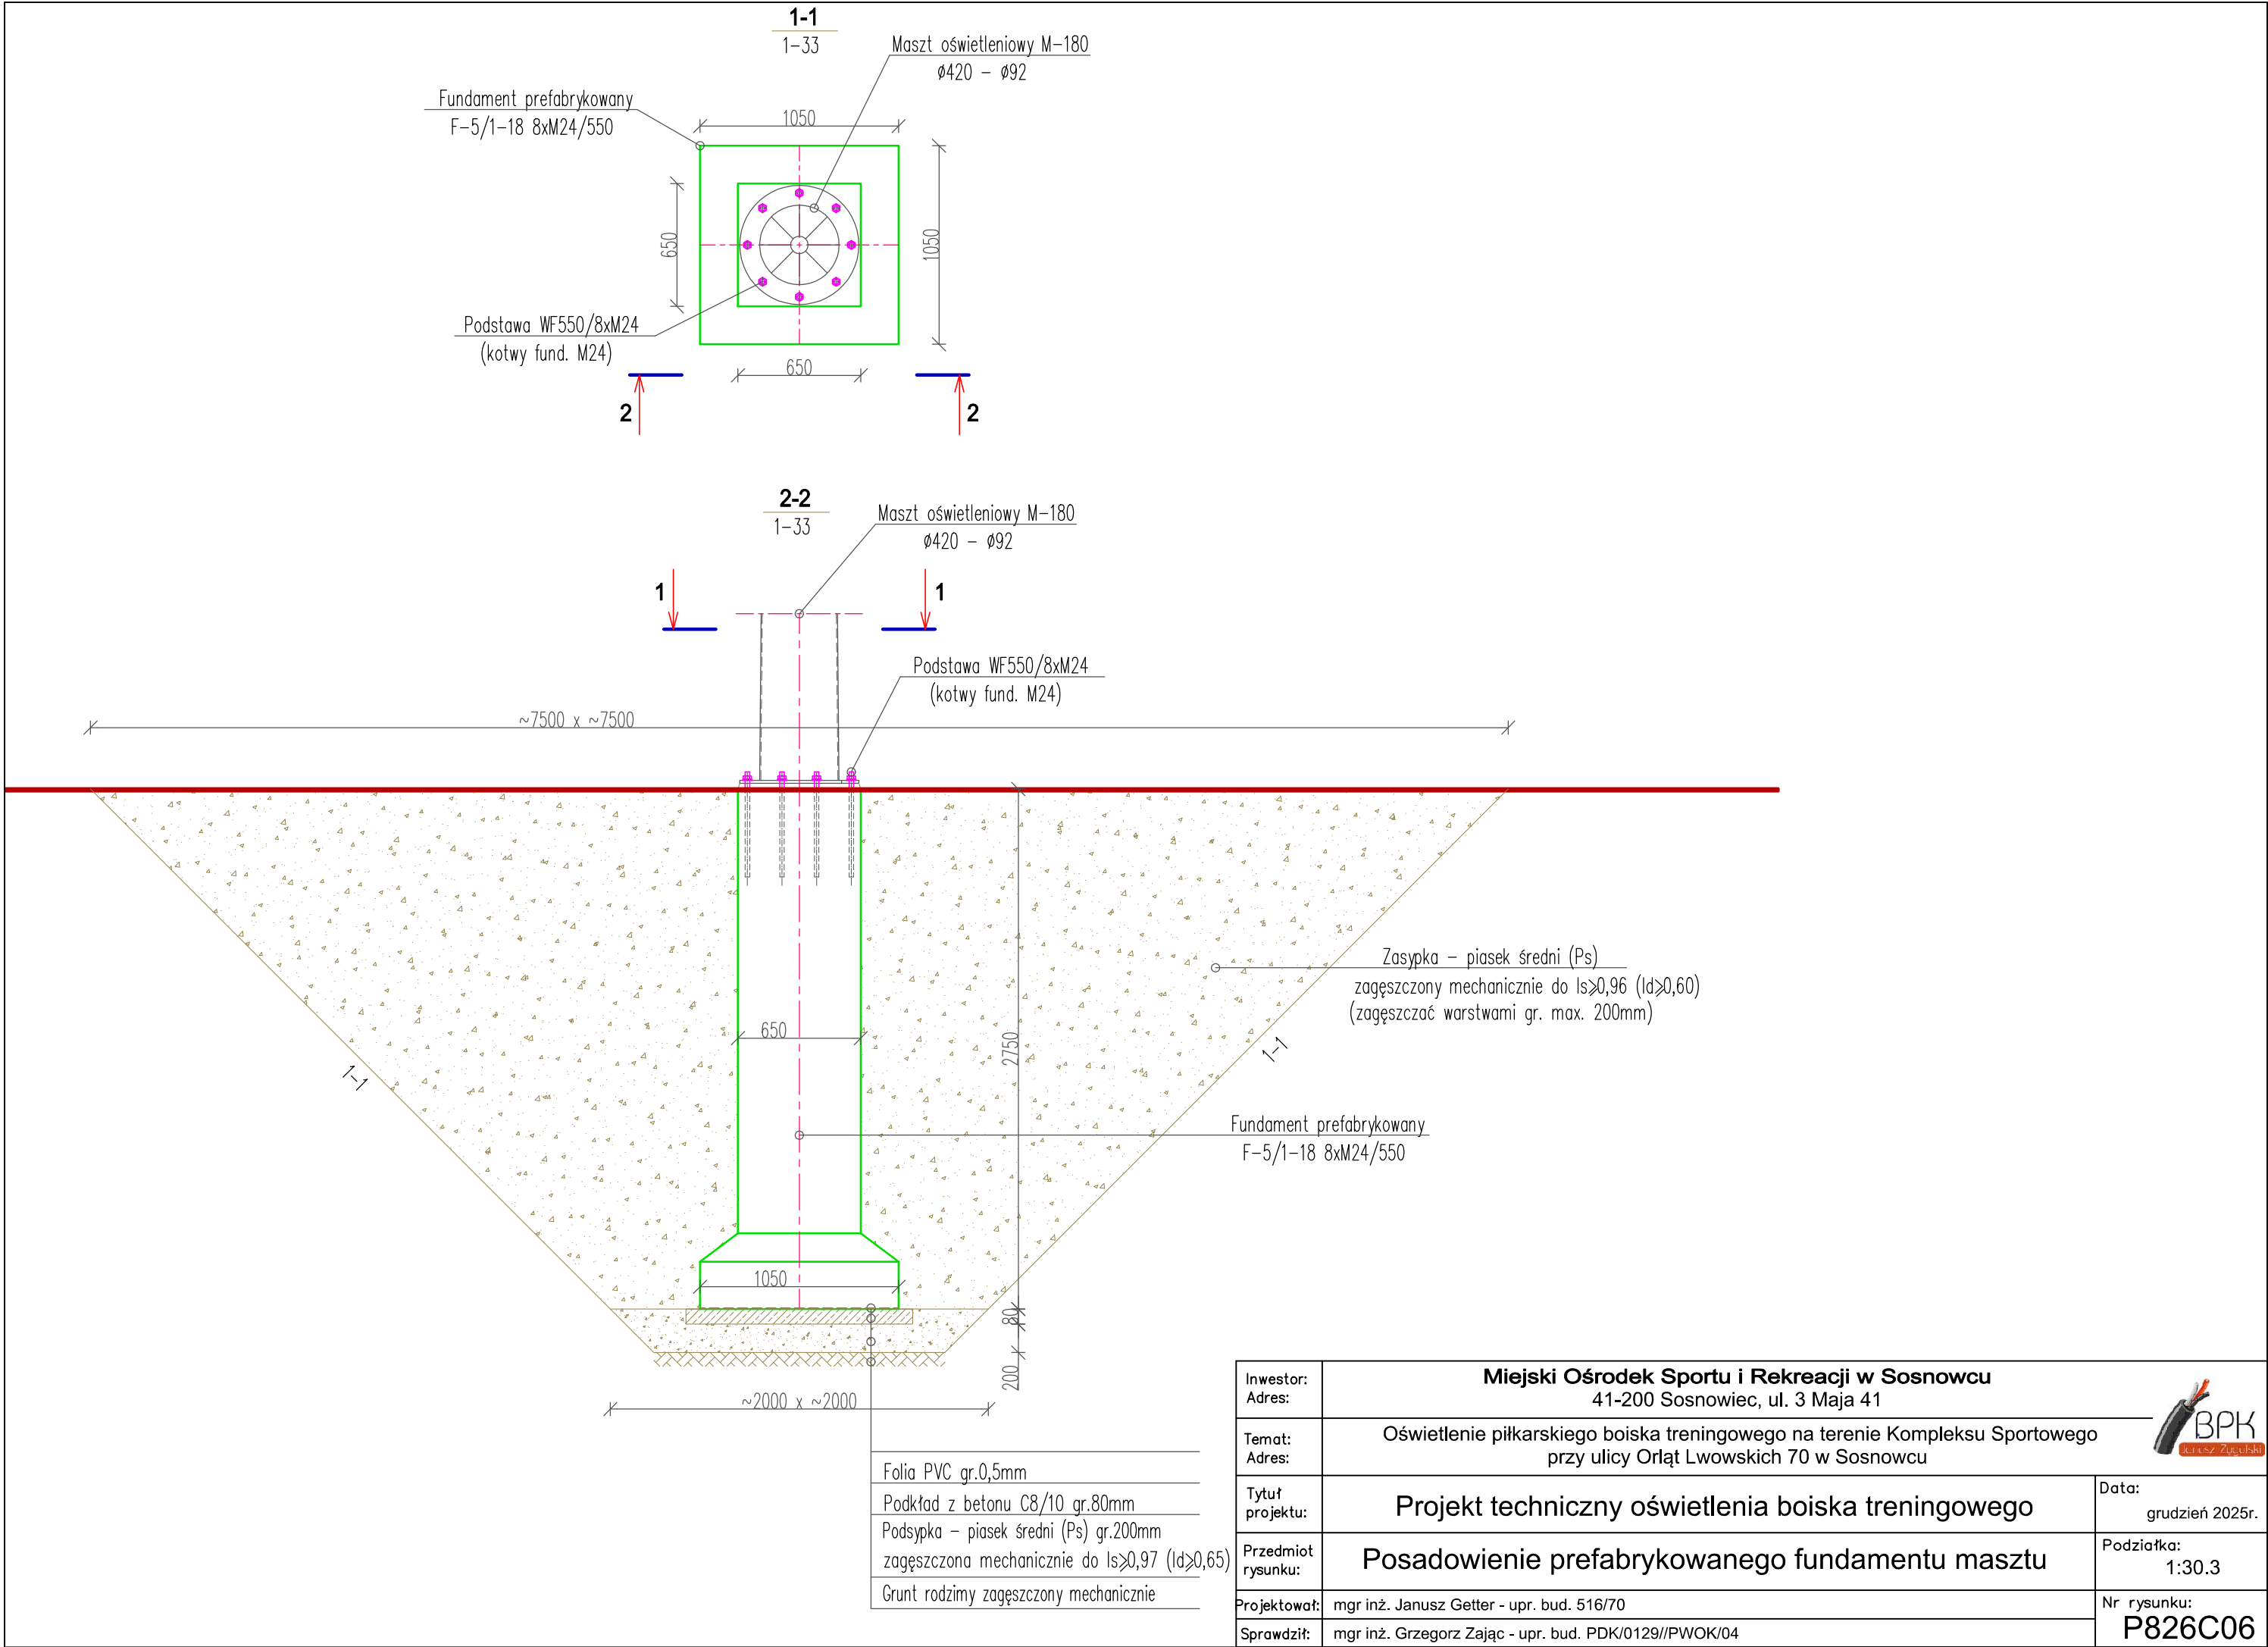 1-1
1-33
Maszt oświetleniowy M-180
ø420 - ø92
Fundament prefabrykowany
F-5/1-18 8xM24/550
1050
650
1050
Podstawa WF550/8xM24
(kotwy fund. M24)
650
2
2
2-2
1-33
Maszt oświetleniowy M-180
ø420 - ø92
1
1
Podstawa WF550/8xM24
(kotwy fund. M24)
~7500 x ~7500
Zasypka - piasek średni (Ps)
zagęszczony mechanicznie do Is⩾0,96 (Id⩾0,60)
(zagęszczać warstwami gr. max. 200mm)
650
2750
1-1
1-1
Fundament prefabrykowany
F-5/1-18 8xM24/550
1050
80
200
~2000 x ~2000
Folia PVC gr.0,5mm
Podkład z betonu C8/10 gr.80mm
Podsypka - piasek średni (Ps) gr.200mm
zagęszczona mechanicznie do Is⩾0,97 (Id⩾0,65)
Grunt rodzimy zagęszczony mechanicznie
Inwestor:
Adres:
Miejski Ośrodek Sportu i Rekreacji w Sosnowcu
41-200 Sosnowiec, ul. 3 Maja 41
BPK
Janusz Żygulski
Temat:
Adres:
Oświetlenie piłkarskiego boiska treningowego na terenie Kompleksu Sportowego
przy ulicy Orląt Lwowskich 70 w Sosnowcu
Tytuł
projektu:
Projekt techniczny oświetlenia boiska treningowego
Data:
grudzień 2025r.
Przedmiot
rysunku:
Posadowienie prefabrykowanego fundamentu masztu
Podziałka:
1:30.3
Projektował:
mgr inż. Janusz Getter - upr. bud. 516/70
Sprawdził:
mgr inż. Grzegorz Zając - upr. bud. PDK/0129//PWOK/04
Nr rysunku:
P826C06